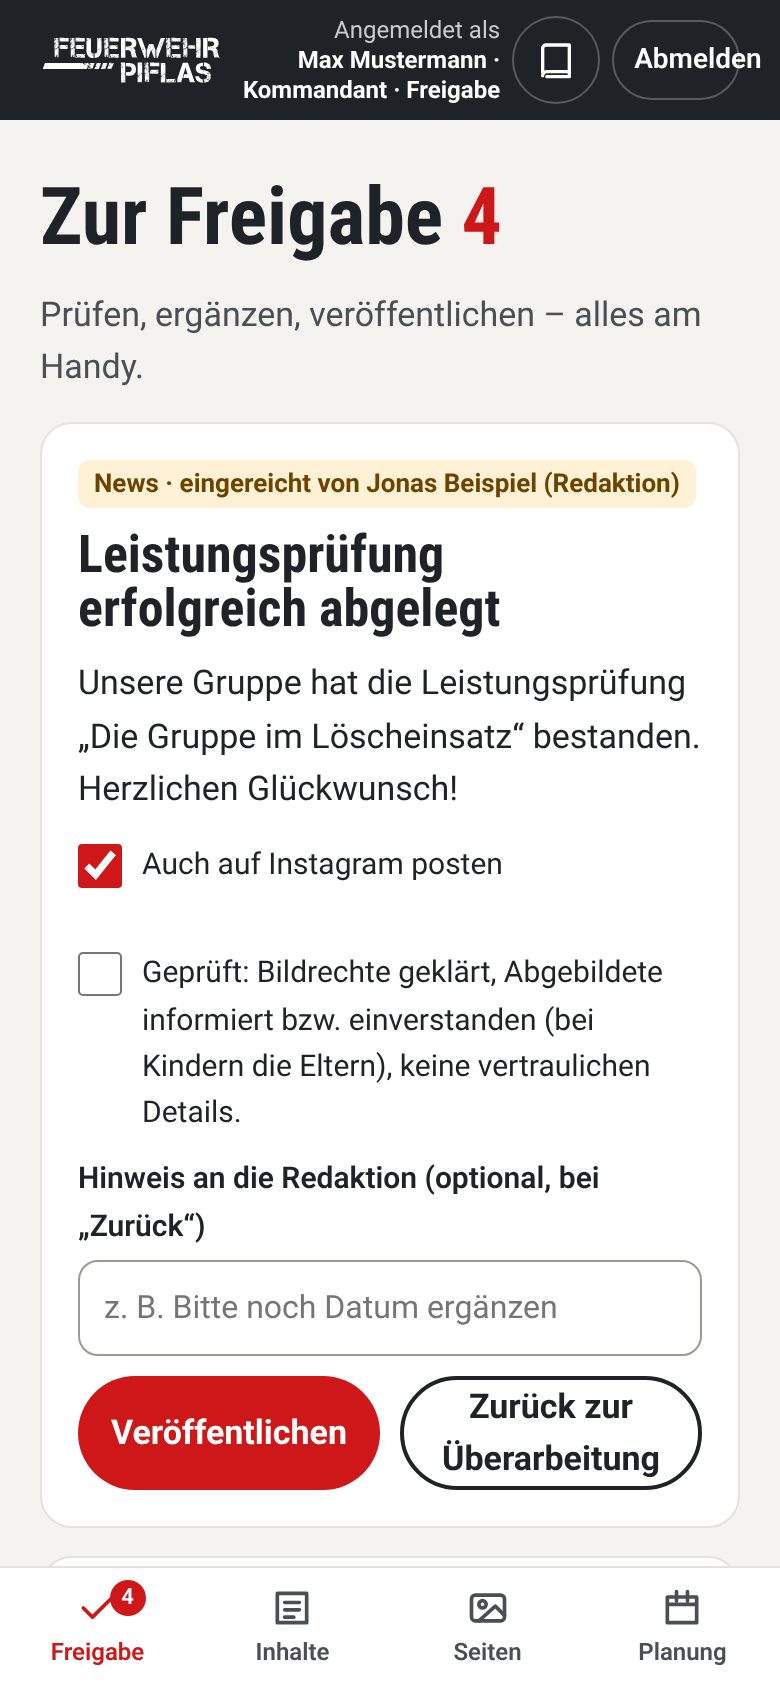 FEUERWEHR
PIFLAS
Angemeldet als
Max Mustermann ·
Kommandant · Freigabe
Abmelden
Zur Freigabe 4
Prüfen, ergänzen, veröffentlichen – alles am
Handy.
News · eingereicht von Jonas Beispiel (Redaktion)
Leistungsprüfung
erfolgreich abgelegt
Unsere Gruppe hat die Leistungsprüfung
„Die Gruppe im Löscheinsatz“ bestanden.
Herzlichen Glückwunsch!
Auch auf Instagram posten
Geprüft: Bildrechte geklärt, Abgebildete
informiert bzw. einverstanden (bei
Kindern die Eltern), keine vertraulichen
Details.
Hinweis an die Redaktion (optional, bei
„Zurück“)
z. B. Bitte noch Datum ergänzen
Veröffentlichen
Zurück zur
Überarbeitung
4
Freigabe
Inhalte
Seiten
Planung